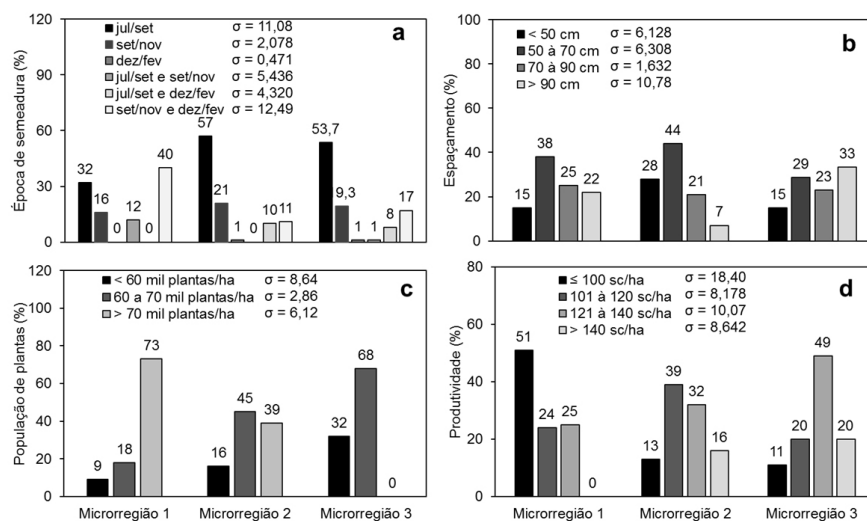 120
90
60
30
0
Época de semeadura (%)
jul/set σ = 11,08
set/nov σ = 2,078
dez/fev σ = 0,471
jul/set e set/nov σ = 5,436
jul/set e dez/fev σ = 4,320
set/nov e dez/fev σ = 12,49
a
32
16
0
12
0
40
57
21
1
0
10
11
53,7
9,3
1
1
8
17
100
80
60
40
20
0
Espaçamento (%)
< 50 cm σ = 6,128
50 à 70 cm σ = 6,308
70 à 90 cm σ = 1,632
> 90 cm σ = 10,78
b
15
38
25
22
28
44
21
7
15
29
23
33
120
100
80
60
40
20
0
População de plantas (%)
< 60 mil plantas/ha σ = 8,64
60 a 70 mil plantas/ha σ = 2,86
> 70 mil plantas/ha σ = 6,12
c
9
18
73
16
45
39
32
68
0
Microrregião 1 Microrregião 2 Microrregião 3
80
60
40
20
0
Produtividade (%)
≤ 100 sc/ha σ = 18,40
101 à 120 sc/ha σ = 8,178
121 à 140 sc/ha σ = 10,07
> 140 sc/ha σ = 8,642
d
51
24
25
0
13
39
32
16
11
20
49
20
Microrregião 1 Microrregião 2 Microrregião 3